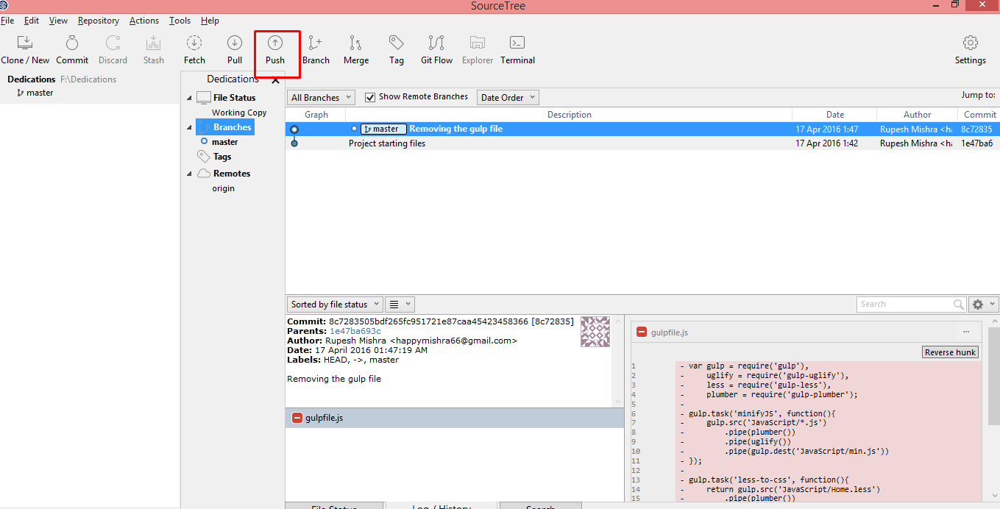 SourceTree
File Edit View Repository Actions Tools Help
Clone / New Commit Discard Stash Fetch Pull Push Branch Merge Tag Git Flow Explorer Terminal Settings
Dedications F:\Dedications
master
Dedications
File Status
Working Copy
Branches
master
Tags
Remotes
origin
All Branches Show Remote Branches Date Order Jump to:
Graph Description Date Author Commit
master Removing the gulp file 17 Apr 2016 1:47 Rupesh Mishra <ha 8c72835
Project starting files 17 Apr 2016 1:42 Rupesh Mishra <ha 1e47ba6
Sorted by file status Search
Commit: 8c7283505bdf265fc951721e87caa45423458366 [8c72835]
Parents: 1e47ba693c
Author: Rupesh Mishra <happymishra66@gmail.com>
Date: 17 April 2016 01:47:19 AM
Labels: HEAD, ->, master
Removing the gulp file
gulpfile.js
gulpfile.js ...
Reverse hunk
1 - var gulp = require('gulp'),
2 - uglify = require('gulp-uglify'),
3 - less = require('gulp-less'),
4 - plumber = require('gulp-plumber');
5 -
6 - gulp.task('minifyJS', function(){
7 - gulp.src('JavaScript/*.js')
8 - .pipe(plumber())
9 - .pipe(uglify())
10 - .pipe(gulp.dest('JavaScript/min.js'))
11 - });
12 -
13 - gulp.task('less-to-css', function(){
14 - return gulp.src('JavaScript/Home.less')
15 - .pipe(plumber())
File Status Log / History Search